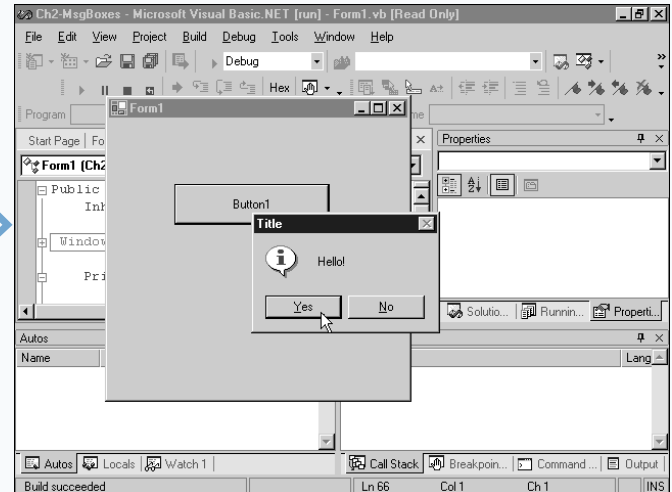 Ch2-MsgBoxes - Microsoft Visual Basic.NET [run] - Form1.vb [Read Only]
File Edit View Project Build Debug Tools Window Help
Debug
Hex
Program
Form1
me
Start Page Fo
Properties
Form1 (Ch2
Public
Inh
Window
Pri
Button1
Title
Hello!
Yes No
Solutio... Runnin... Properti...
Autos
Name
Lang
Autos Locals Watch 1
Call Stack Breakpoin... Command ... Output
Build succeeded Ln 66 Col 1 Ch 1 INS